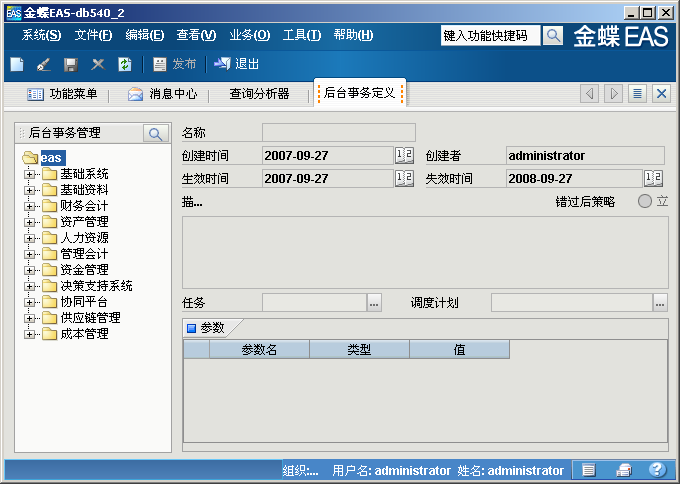 金蝶EAS-db540_2
系统(S) 文件(F) 编辑(E) 查看(V) 业务(O) 工具(T) 帮助(H) 键入功能快捷码 金蝶 EAS
发布 退出
功能菜单 消息中心 查询分析器 后台事务定义
后台事务管理
eas
基础系统
基础资料
财务会计
资产管理
人力资源
管理会计
资金管理
决策支持系统
协同平台
供应链管理
成本管理
名称
创建时间 2007-09-27 创建者 administrator
生效时间 2007-09-27 失效时间 2008-09-27
描... 错过后策略 立
任务 ... 调度计划 ...
参数
参数名 类型 值
组织:... 用户名: administrator 姓名: administrator